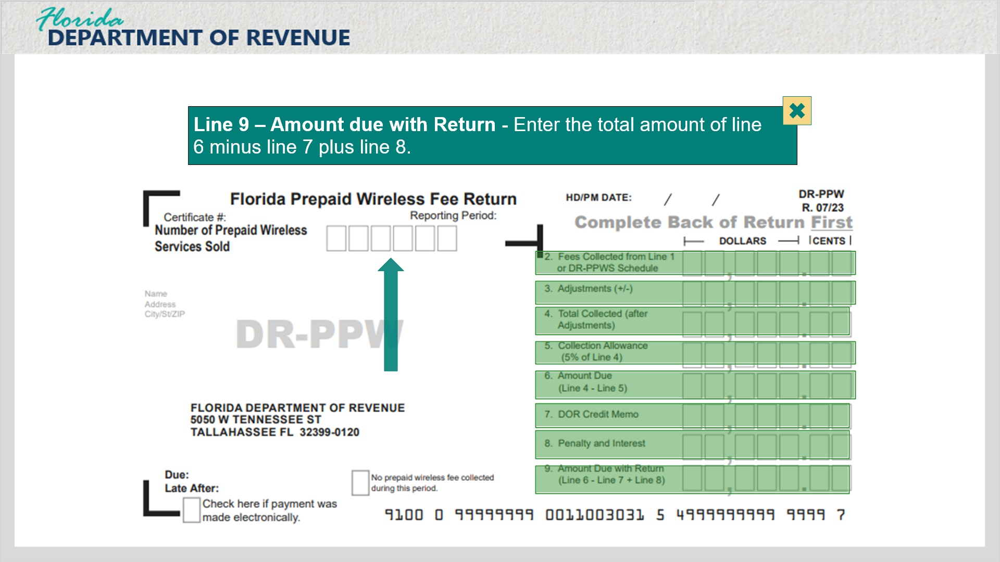 Florida
DEPARTMENT OF REVENUE
Line 9 – Amount due with Return - Enter the total amount of line
6 minus line 7 plus line 8.
Florida Prepaid Wireless Fee Return
Certificate #:
Reporting Period:
Number of Prepaid Wireless
Services Sold
HD/PM DATE: / /
DR-PPW
R. 07/23
Complete Back of Return First
DOLLARS
CENTS
2. Fees Collected from Line 1
or DR-PPWS Schedule
3. Adjustments (+/-)
4. Total Collected (after
Adjustments)
5. Collection Allowance
(5% of Line 4)
6. Amount Due
(Line 4 - Line 5)
7. DOR Credit Memo
8. Penalty and Interest
9. Amount Due with Return
(Line 6 - Line 7 + Line 8)
Name
Address
City/St/ZIP
DR-PPW
FLORIDA DEPARTMENT OF REVENUE
5050 W TENNESSEE ST
TALLAHASSEE FL 32399-0120
Due:
Late After:
Check here if payment was
made electronically.
No prepaid wireless fee collected
during this period.
9100 0 99999999 0011003031 5 4999999999 9999 7